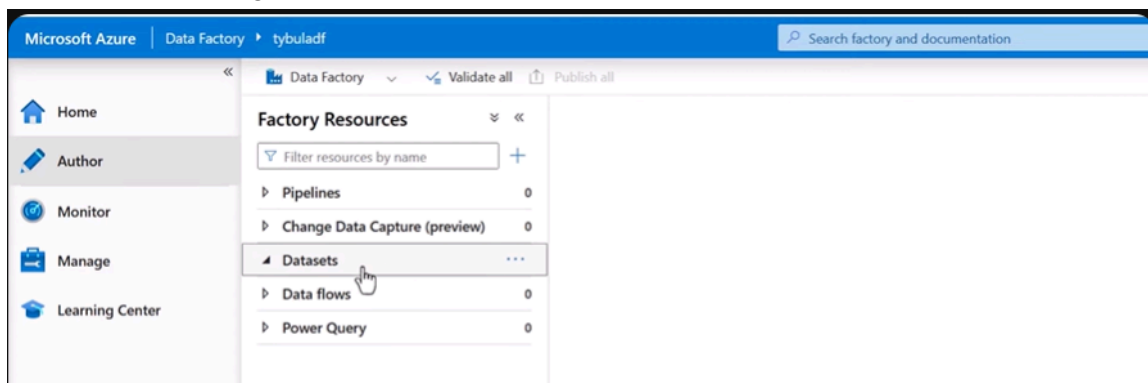 Microsoft Azure | Data Factory ▸ tybuladf
Search factory and documentation
Data Factory
Validate all
Publish all
Home
Author
Monitor
Manage
Learning Center
Factory Resources
Filter resources by name
Pipelines 0
Change Data Capture (preview) 0
Datasets ...
Data flows 0
Power Query 0